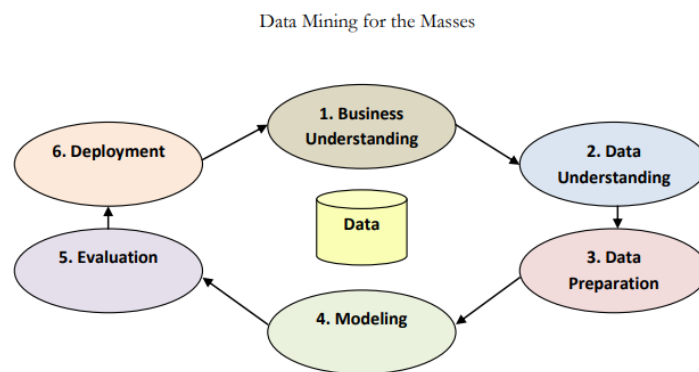 Data Mining for the Masses
1. Business
Understanding
6. Deployment
2. Data
Understanding
Data
5. Evaluation
3. Data
Preparation
4. Modeling